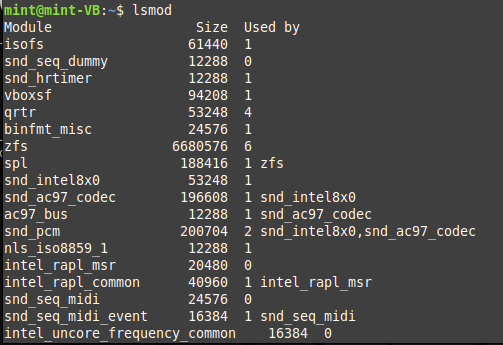 mint@mint-VB:~$ lsmod
Module                  Size  Used by
isofs                  61440  1
snd_seq_dummy          12288  0
snd_hrtimer            12288  1
vboxsf                 94208  1
qrtr                   53248  4
binfmt_misc            24576  1
zfs                  6680576  6
spl                   188416  1 zfs
snd_intel8x0           53248  1
snd_ac97_codec        196608  1 snd_intel8x0
ac97_bus               12288  1 snd_ac97_codec
snd_pcm               200704  2 snd_intel8x0,snd_ac97_codec
nls_iso8859_1          12288  1
intel_rapl_msr         20480  0
intel_rapl_common      40960  1 intel_rapl_msr
snd_seq_midi           24576  0
snd_seq_midi_event     16384  1 snd_seq_midi
intel_uncore_frequency_common    16384  0